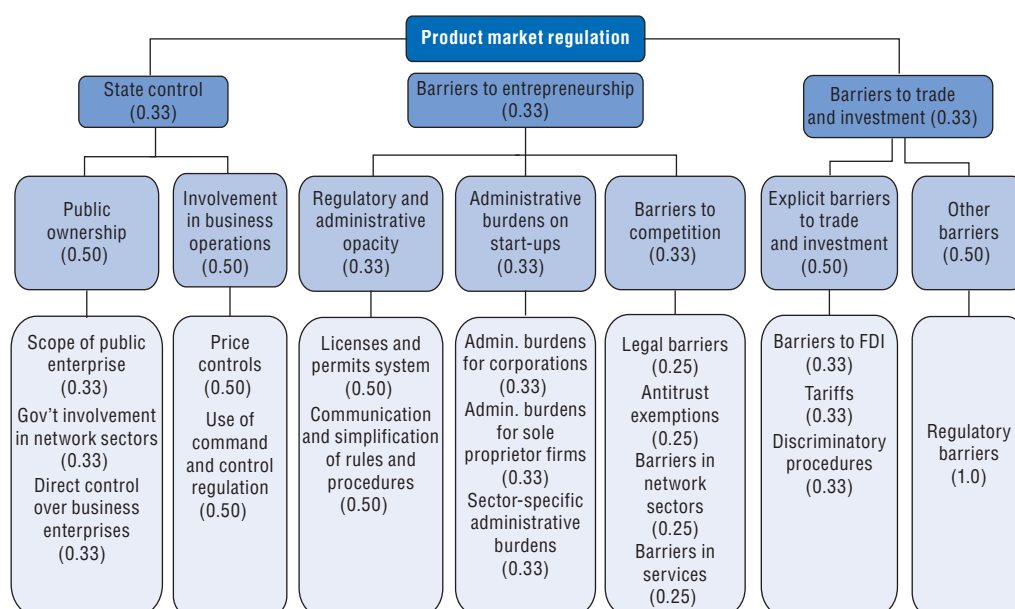 Product market regulation
State control
(0.33)
Barriers to entrepreneurship
(0.33)
Barriers to trade
and investment (0.33)
Public
ownership
(0.50)
Involvement
in business
operations
(0.50)
Regulatory and
administrative
opacity
(0.33)
Administrative
burdens on
start-ups
(0.33)
Barriers to
competition
(0.33)
Explicit barriers
to trade
and investment
(0.50)
Other
barriers
(0.50)
Scope of public
enterprise
(0.33)
Gov't involvement
in network sectors
(0.33)
Direct control
over business
enterprises
(0.33)
Price
controls
(0.50)
Use of
command
and control
regulation
(0.50)
Licenses and
permits system
(0.50)
Communication
and simplification
of rules and
procedures
(0.50)
Admin. burdens
for corporations
(0.33)
Admin. burdens
for sole
proprietor firms
(0.33)
Sector-specific
administrative
burdens
(0.33)
Legal barriers
(0.25)
Antitrust
exemptions
(0.25)
Barriers in
network
sectors
(0.25)
Barriers in
services
(0.25)
Barriers to FDI
(0.33)
Tariffs
(0.33)
Discriminatory
procedures
(0.33)
Regulatory
barriers
(1.0)